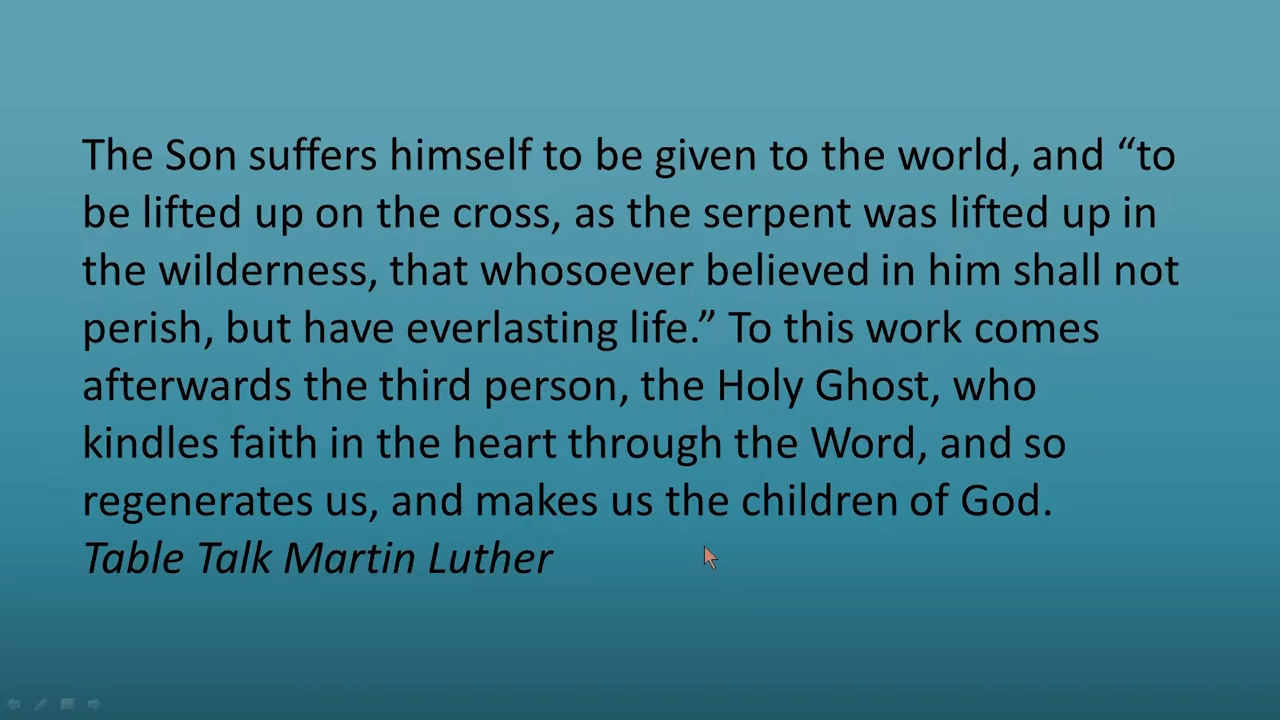 The Son suffers himself to be given to the world, and “to
be lifted up on the cross, as the serpent was lifted up in
the wilderness, that whosoever believed in him shall not
perish, but have everlasting life.” To this work comes
afterwards the third person, the Holy Ghost, who
kindles faith in the heart through the Word, and so
regenerates us, and makes us the children of God.
Table Talk Martin Luther